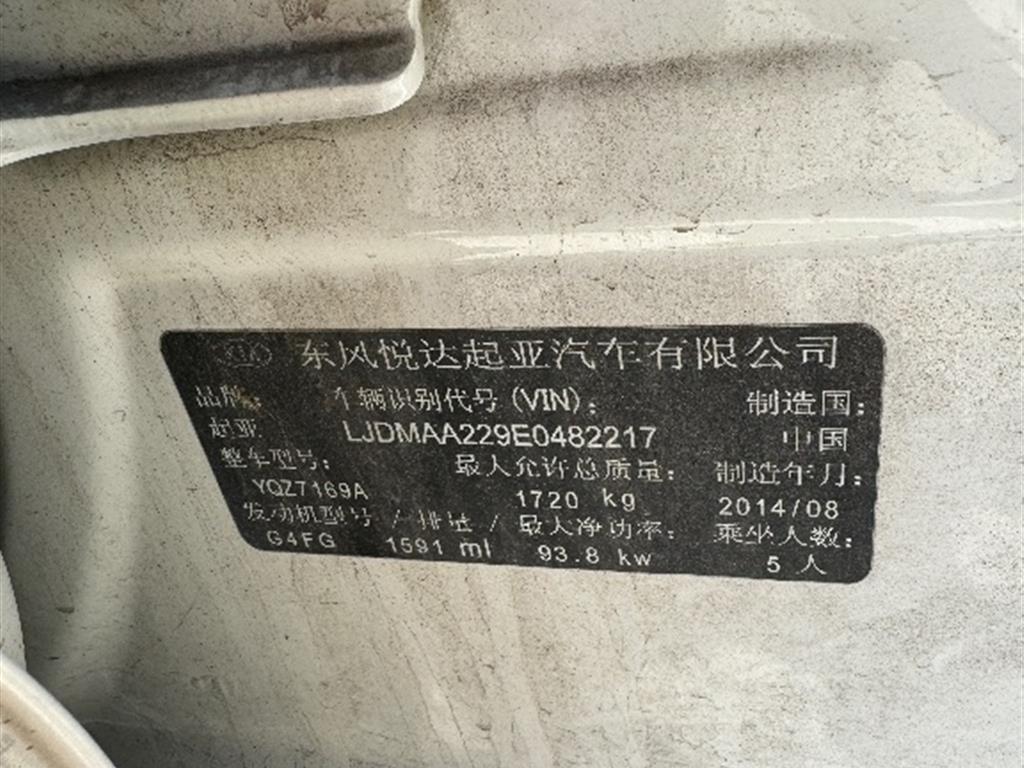 KIA 东风悦达起亚汽车有限公司
品牌: 车辆识别代号(VIN): 制造国:
起亚 LJDMAA229E0482217 中国
整车型号: 最大允许总质量: 制造年月:
YQZ7169A 1720 kg 2014/08
发动机型号 / 排量 / 最大净功率: 乘坐人数:
G4FG 1591 ml 93.8 kw 5 人